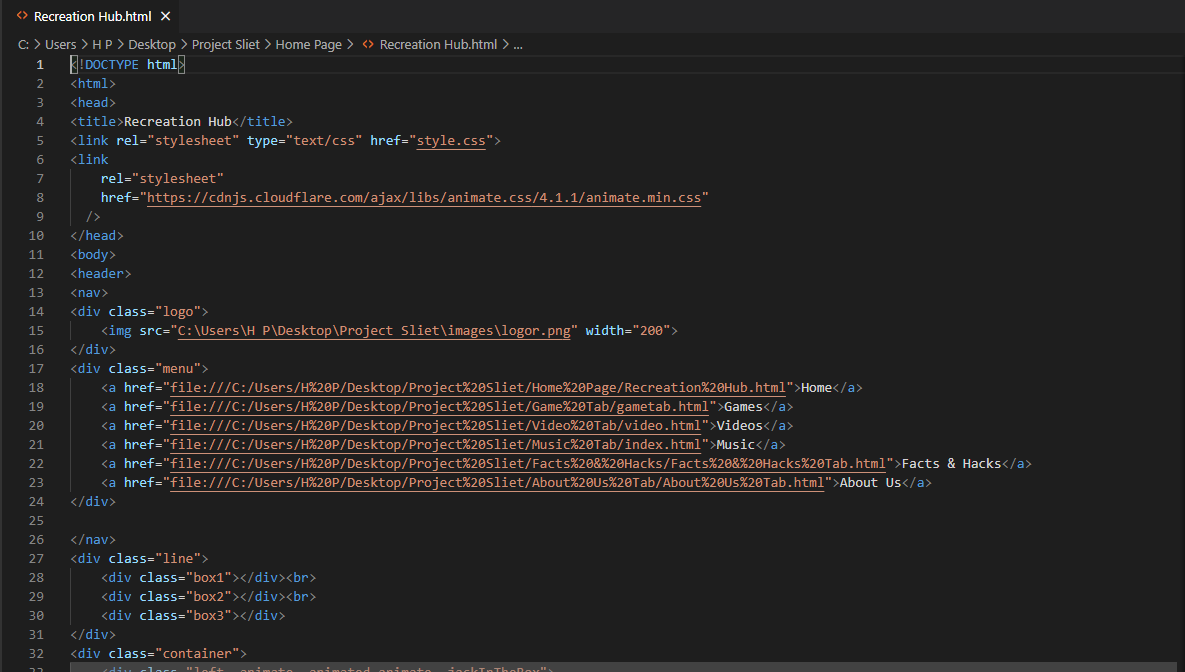 <> Recreation Hub.html ×
C: > Users > H P > Desktop > Project Sliet > Home Page > <> Recreation Hub.html > ...
1 <!DOCTYPE html>
2 <html>
3 <head>
4 <title>Recreation Hub</title>
5 <link rel="stylesheet" type="text/css" href="style.css">
6 <link
7     rel="stylesheet"
8     href="https://cdnjs.cloudflare.com/ajax/libs/animate.css/4.1.1/animate.min.css"
9   />
10 </head>
11 <body>
12 <header>
13 <nav>
14 <div class="logo">
15     <img src="C:\Users\H P\Desktop\Project Sliet\images\logor.png" width="200">
16 </div>
17 <div class="menu">
18     <a href="file:///C:/Users/H%20P/Desktop/Project%20Sliet/Home%20Page/Recreation%20Hub.html">Home</a>
19     <a href="file:///C:/Users/H%20P/Desktop/Project%20Sliet/Game%20Tab/gametab.html">Games</a>
20     <a href="file:///C:/Users/H%20P/Desktop/Project%20Sliet/Video%20Tab/video.html">Videos</a>
21     <a href="file:///C:/Users/H%20P/Desktop/Project%20Sliet/Music%20Tab/index.html">Music</a>
22     <a href="file:///C:/Users/H%20P/Desktop/Project%20Sliet/Facts%20&%20Hacks/Facts%20&%20Hacks%20Tab.html">Facts & Hacks</a>
23     <a href="file:///C:/Users/H%20P/Desktop/Project%20Sliet/About%20Us%20Tab/About%20Us%20Tab.html">About Us</a>
24 </div>
25
26 </nav>
27 <div class="line">
28     <div class="box1"></div><br>
29     <div class="box2"></div><br>
30     <div class="box3"></div>
31 </div>
32 <div class="container">
33     <div class="left animate animated animate jackInTheBox">